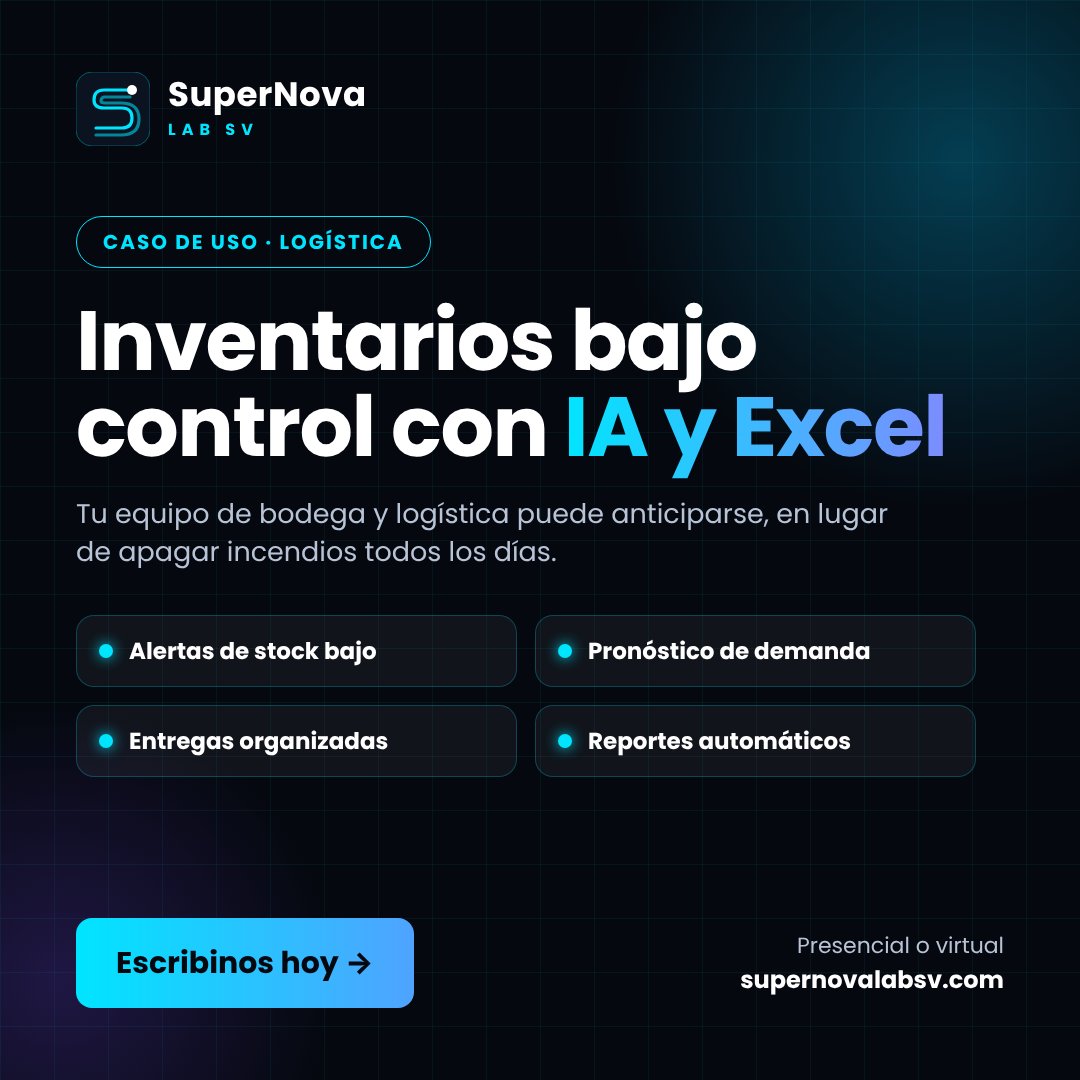 SuperNova
LAB SV
CASO DE USO · LOGÍSTICA
Inventarios bajo
control con IA y Excel
Tu equipo de bodega y logística puede anticiparse, en lugar
de apagar incendios todos los días.
Alertas de stock bajo
Pronóstico de demanda
Entregas organizadas
Reportes automáticos
Escribinos hoy →
Presencial o virtual
supernovalabsv.com